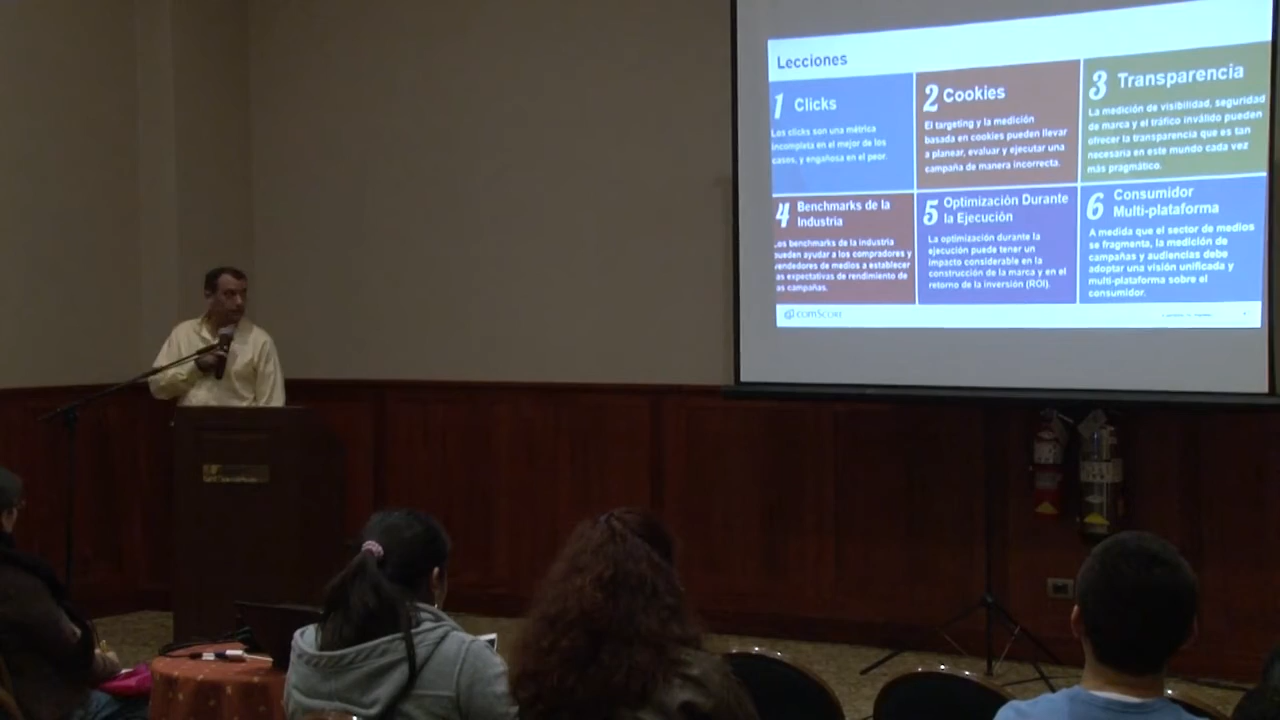 Lecciones
1 Clicks
Los clicks son una métrica
incompleta en el mejor de los
casos, y engañosa en el peor.
2 Cookies
El targeting y la medición
basada en cookies pueden llevar
a planear, evaluar y ejecutar una
campaña de manera incorrecta.
3 Transparencia
La medición de visibilidad, seguridad
de marca y el tráfico inválido pueden
ofrecer la transparencia que es tan
necesaria en este mundo cada vez
más pragmático.
4 Benchmarks de la
Industria
Los benchmarks de la industria
pueden ayudar a los compradores y
vendedores de medios a establecer
as expectativas de rendimiento de
as campañas.
5 Optimización Durante
la Ejecución
La optimización durante la
ejecución puede tener un
impacto considerable en la
construcción de la marca y en el
retorno de la inversión (ROI).
6 Consumidor
Multi-plataforma
A medida que el sector de medios
se fragmenta, la medición de
campañas y audiencias debe
adoptar una visión unificada y
multi-plataforma sobre el
consumidor.
comScore